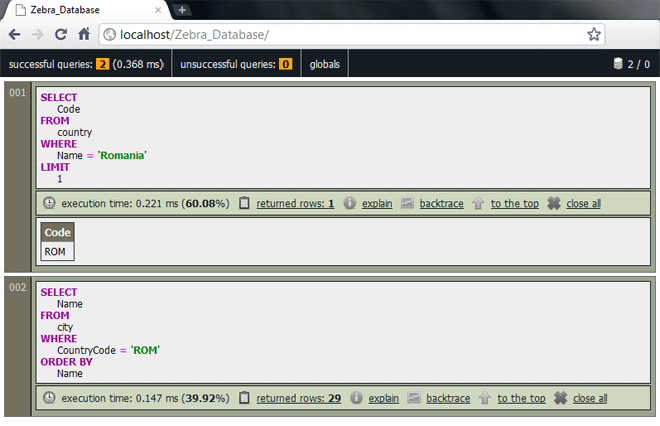 Zebra_Database
localhost/Zebra_Database/
successful queries: 2 (0.368 ms) unsuccessful queries: 0 globals 2 / 0
001
SELECT
Code
FROM
country
WHERE
Name = 'Romania'
LIMIT
1
execution time: 0.221 ms (60.08%) returned rows: 1 explain backtrace to the top close all
Code
ROM
002
SELECT
Name
FROM
city
WHERE
CountryCode = 'ROM'
ORDER BY
Name
execution time: 0.147 ms (39.92%) returned rows: 29 explain backtrace to the top close all